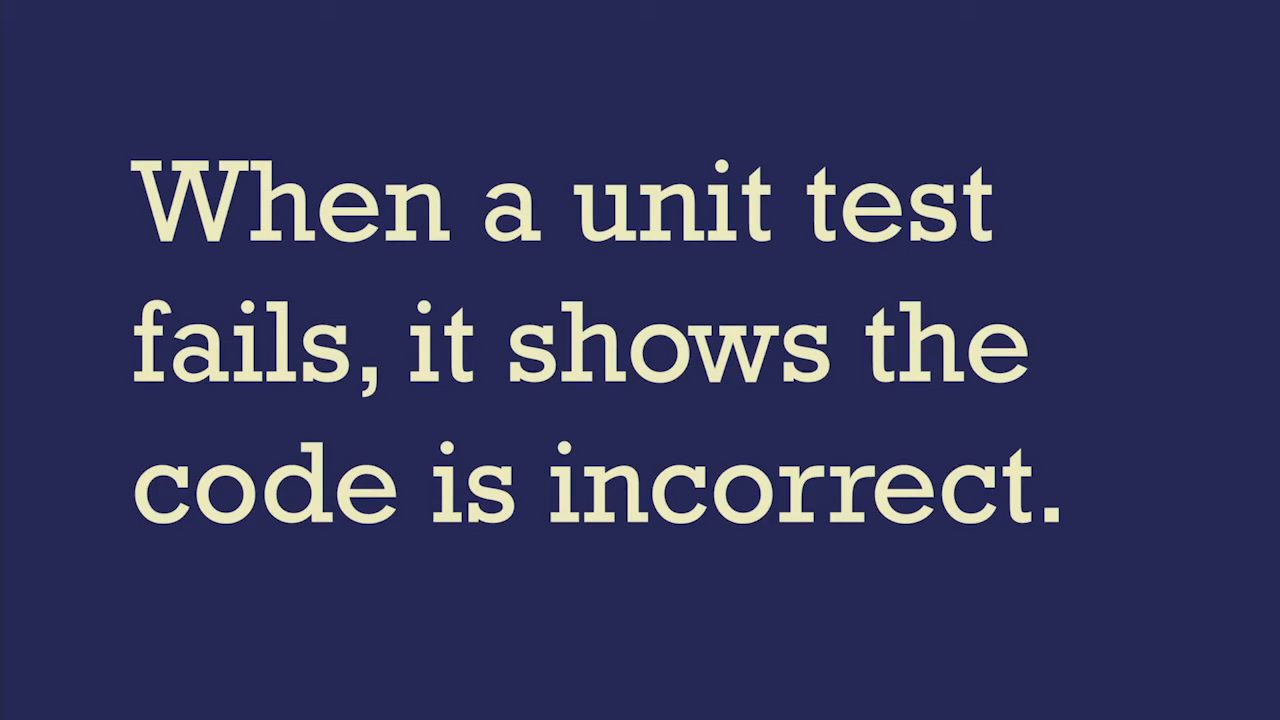 When a unit test
fails, it shows the
code is incorrect.